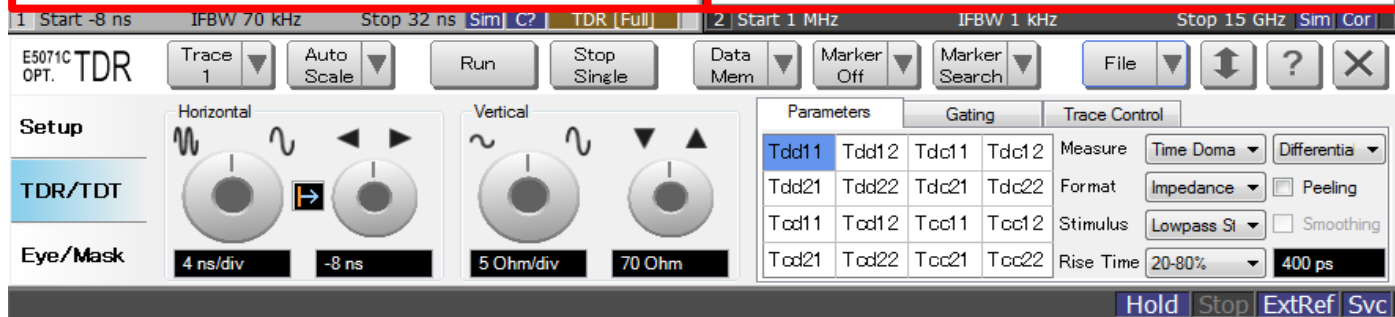 1 Start -8 ns IFBW 70 kHz Stop 32 ns Sim C? TDR [Full] 2 Start 1 MHz IFBW 1 kHz Stop 15 GHz Sim Cor
E5071C OPT. TDR Trace 1 Auto Scale Run Stop Single Data Mem Marker Off Marker Search File ?
Setup
TDR/TDT
Eye/Mask
Horizontal
4 ns/div -8 ns
Vertical
5 Ohm/div 70 Ohm
Parameters Gating Trace Control
Tdd11 Tdd12 Tdc11 Tdc12 Measure Time Doma Differential
Tdd21 Tdd22 Tdc21 Tdc22 Format Impedance Peeling
Tcd11 Tcd12 Tcc11 Tcc12 Stimulus Lowpass St Smoothing
Tcd21 Tcd22 Tcc21 Tcc22 Rise Time 20-80% 400 ps
Hold Stop ExtRef Svc